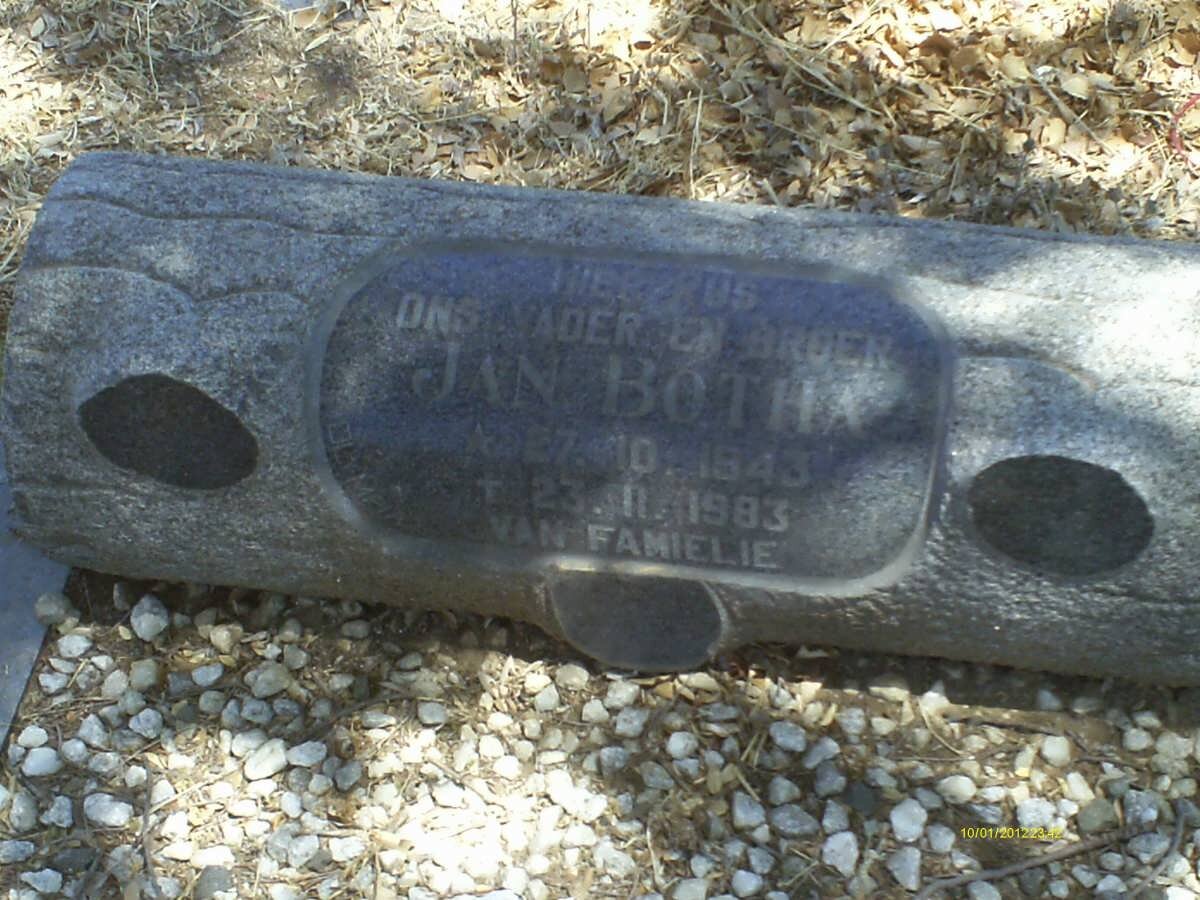 HIER RUS
ONS VADER EN BROER
JAN BOTHA
27.10.1943
† 23.11.1983
VAN FAMIELIE
10/01/2012 23:42